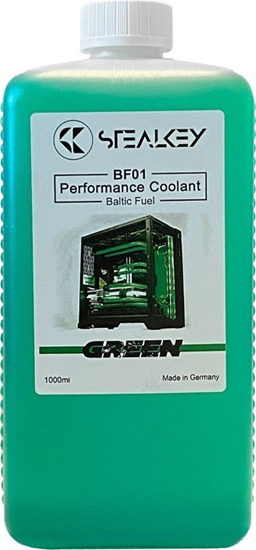 STEALKEY
BF01
Performance Coolant
Baltic Fuel
GREEN
1000ml
Made in Germany